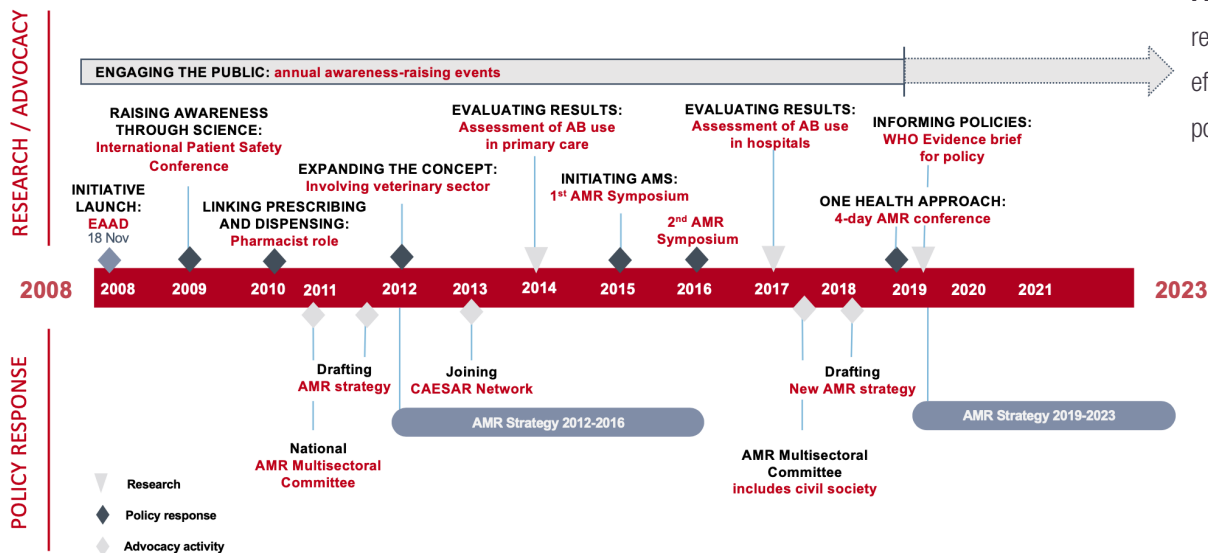 RESEARCH / ADVOCACY
ENGAGING THE PUBLIC: annual awareness-raising events
re
ef
po
INITIATIVE
LAUNCH:
EAAD
18 Nov
RAISING AWARENESS
THROUGH SCIENCE:
International Patient Safety
Conference
LINKING PRESCRIBING
AND DISPENSING:
Pharmacist role
EXPANDING THE CONCEPT:
Involving veterinary sector
EVALUATING RESULTS:
Assessment of AB use
in primary care
INITIATING AMS:
1st AMR Symposium
2nd AMR
Symposium
EVALUATING RESULTS:
Assessment of AB use
in hospitals
ONE HEALTH APPROACH:
4-day AMR conference
INFORMING POLICIES:
WHO Evidence brief
for policy
2008 2008 2009 2010 2011 2012 2013 2014 2015 2016 2017 2018 2019 2020 2021 2023
POLICY RESPONSE
National
AMR Multisectoral
Committee
Drafting
AMR strategy
Joining
CAESAR Network
AMR Strategy 2012-2016
AMR Multisectoral
Committee
includes civil society
Drafting
New AMR strategy
AMR Strategy 2019-2023
Research
Policy response
Advocacy activity